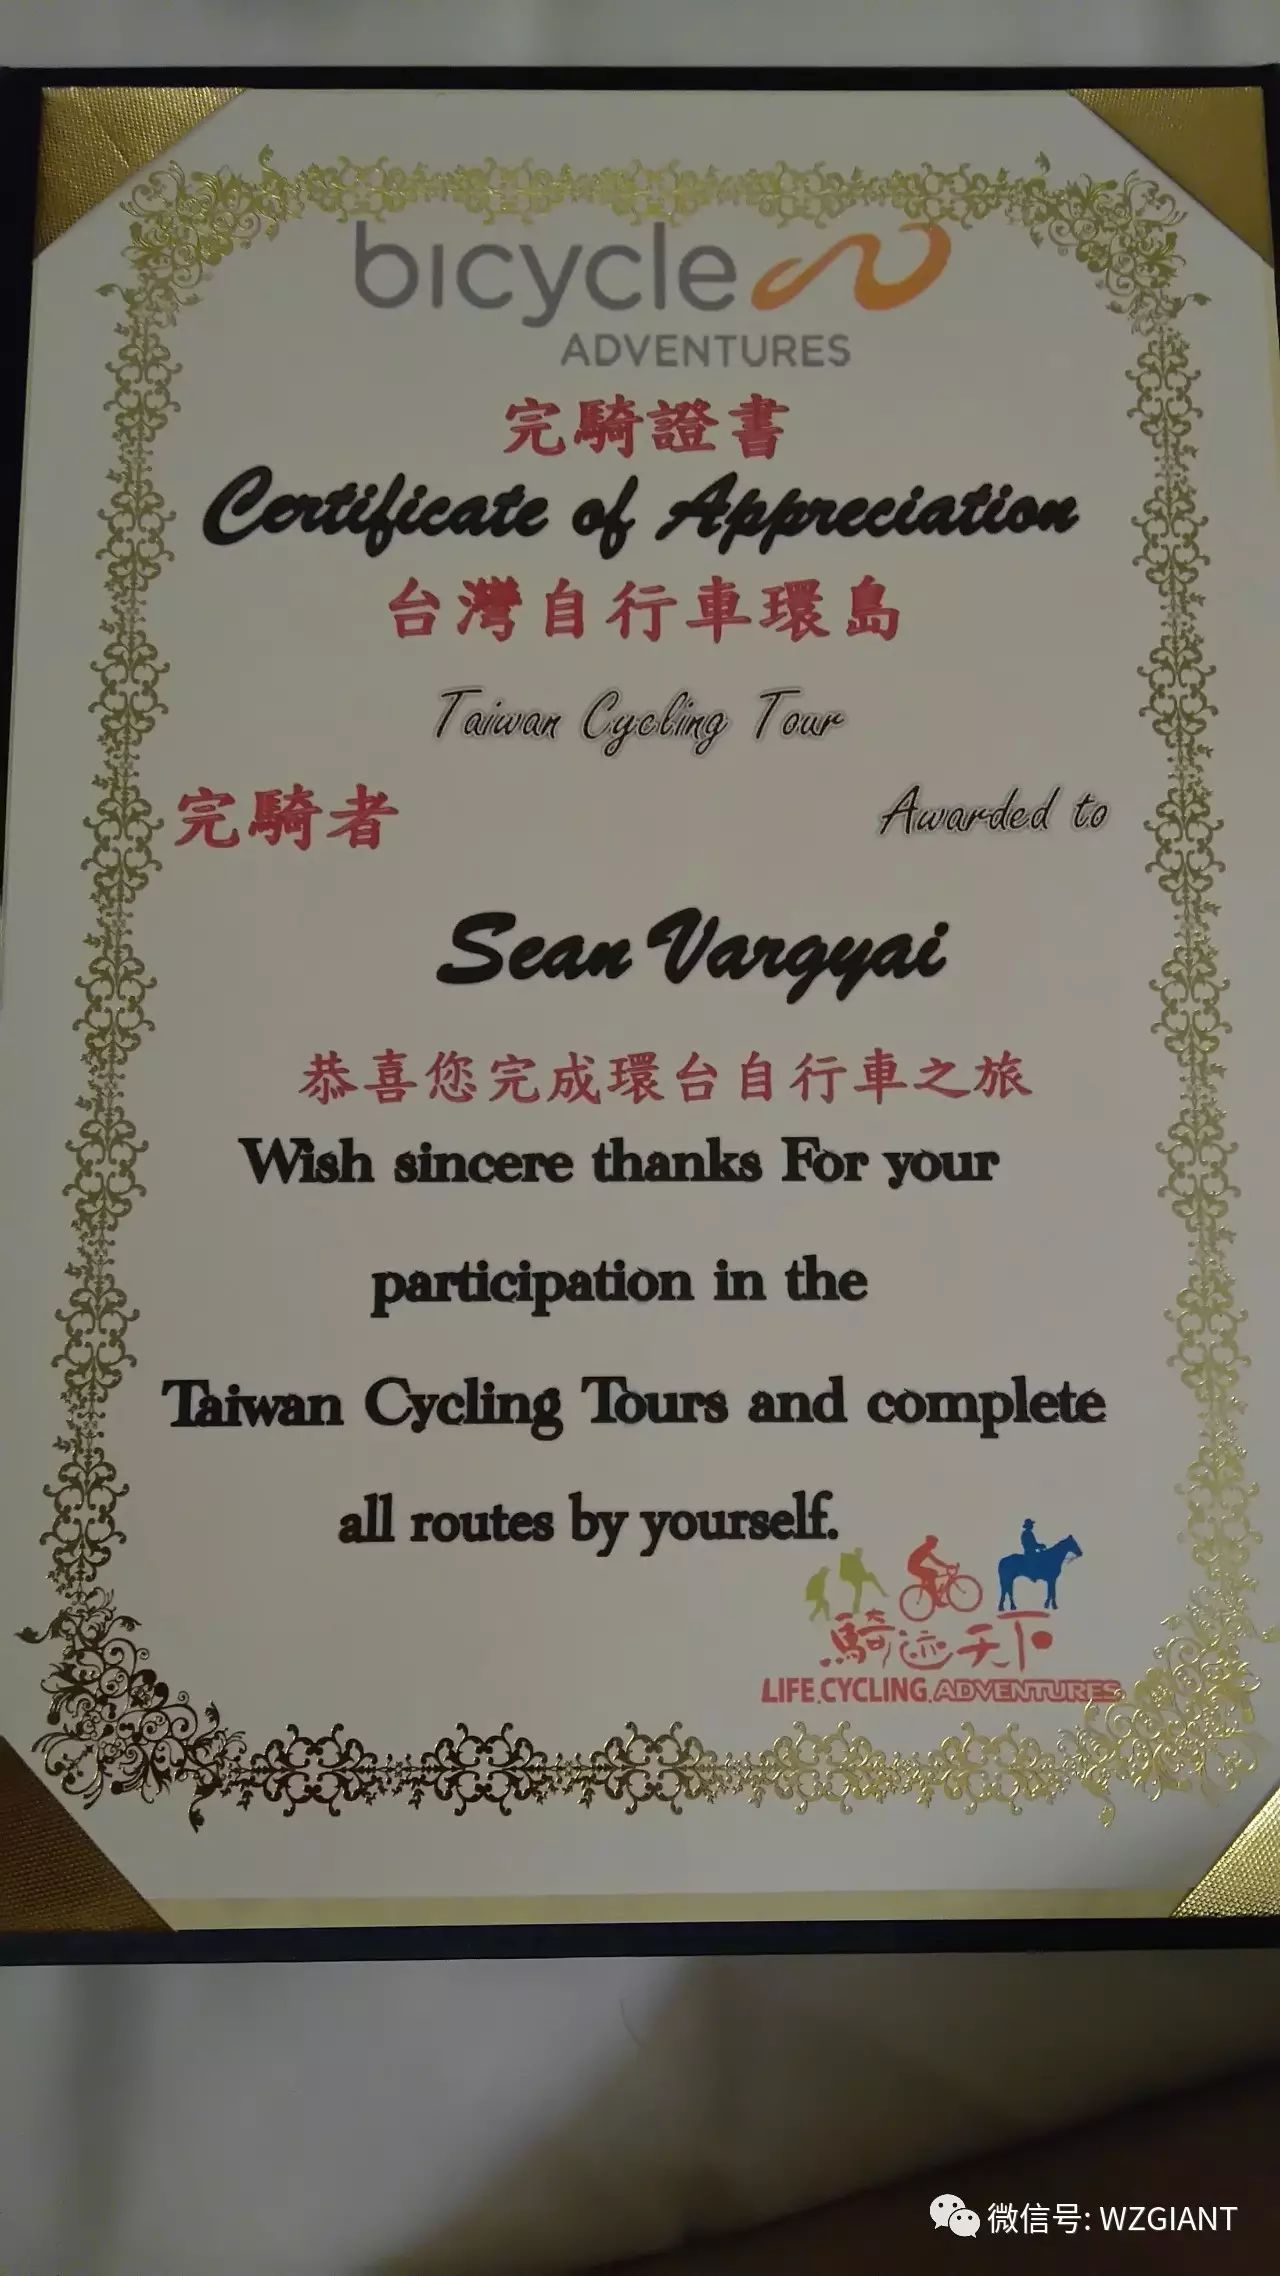 bicycle
ADVENTURES
完騎證書
Certificate of Appreciation
台灣自行車環島
Taiwan Cycling Tour
完騎者 Awarded to
Sean Vargyai
恭喜您完成環台自行車之旅
Wish sincere thanks For your
participation in the
Taiwan Cycling Tours and complete
all routes by yourself.
騎迹天下
LIFE.CYCLING.ADVENTURES
微信号: WZGIANT